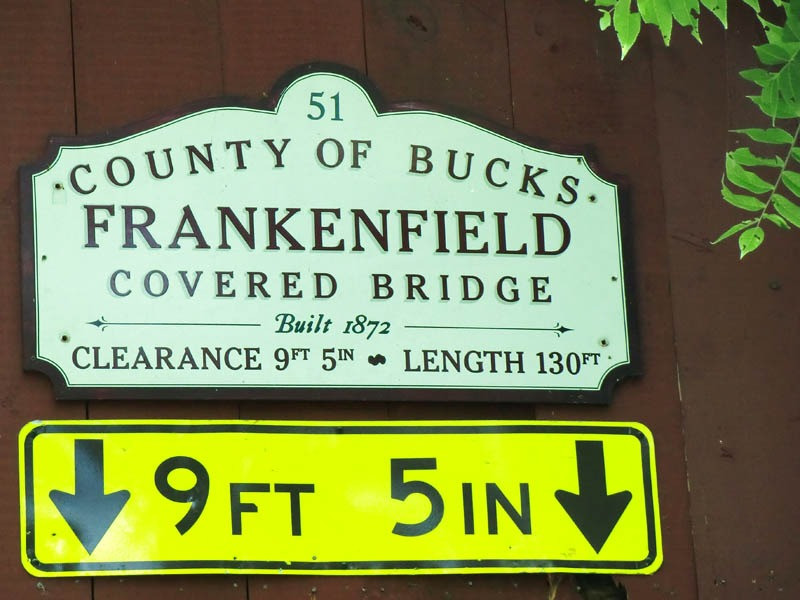 51
COUNTY OF BUCKS
FRANKENFIELD
COVERED BRIDGE
Built 1872
CLEARANCE 9FT 5IN ~ LENGTH 130FT
9FT 5IN